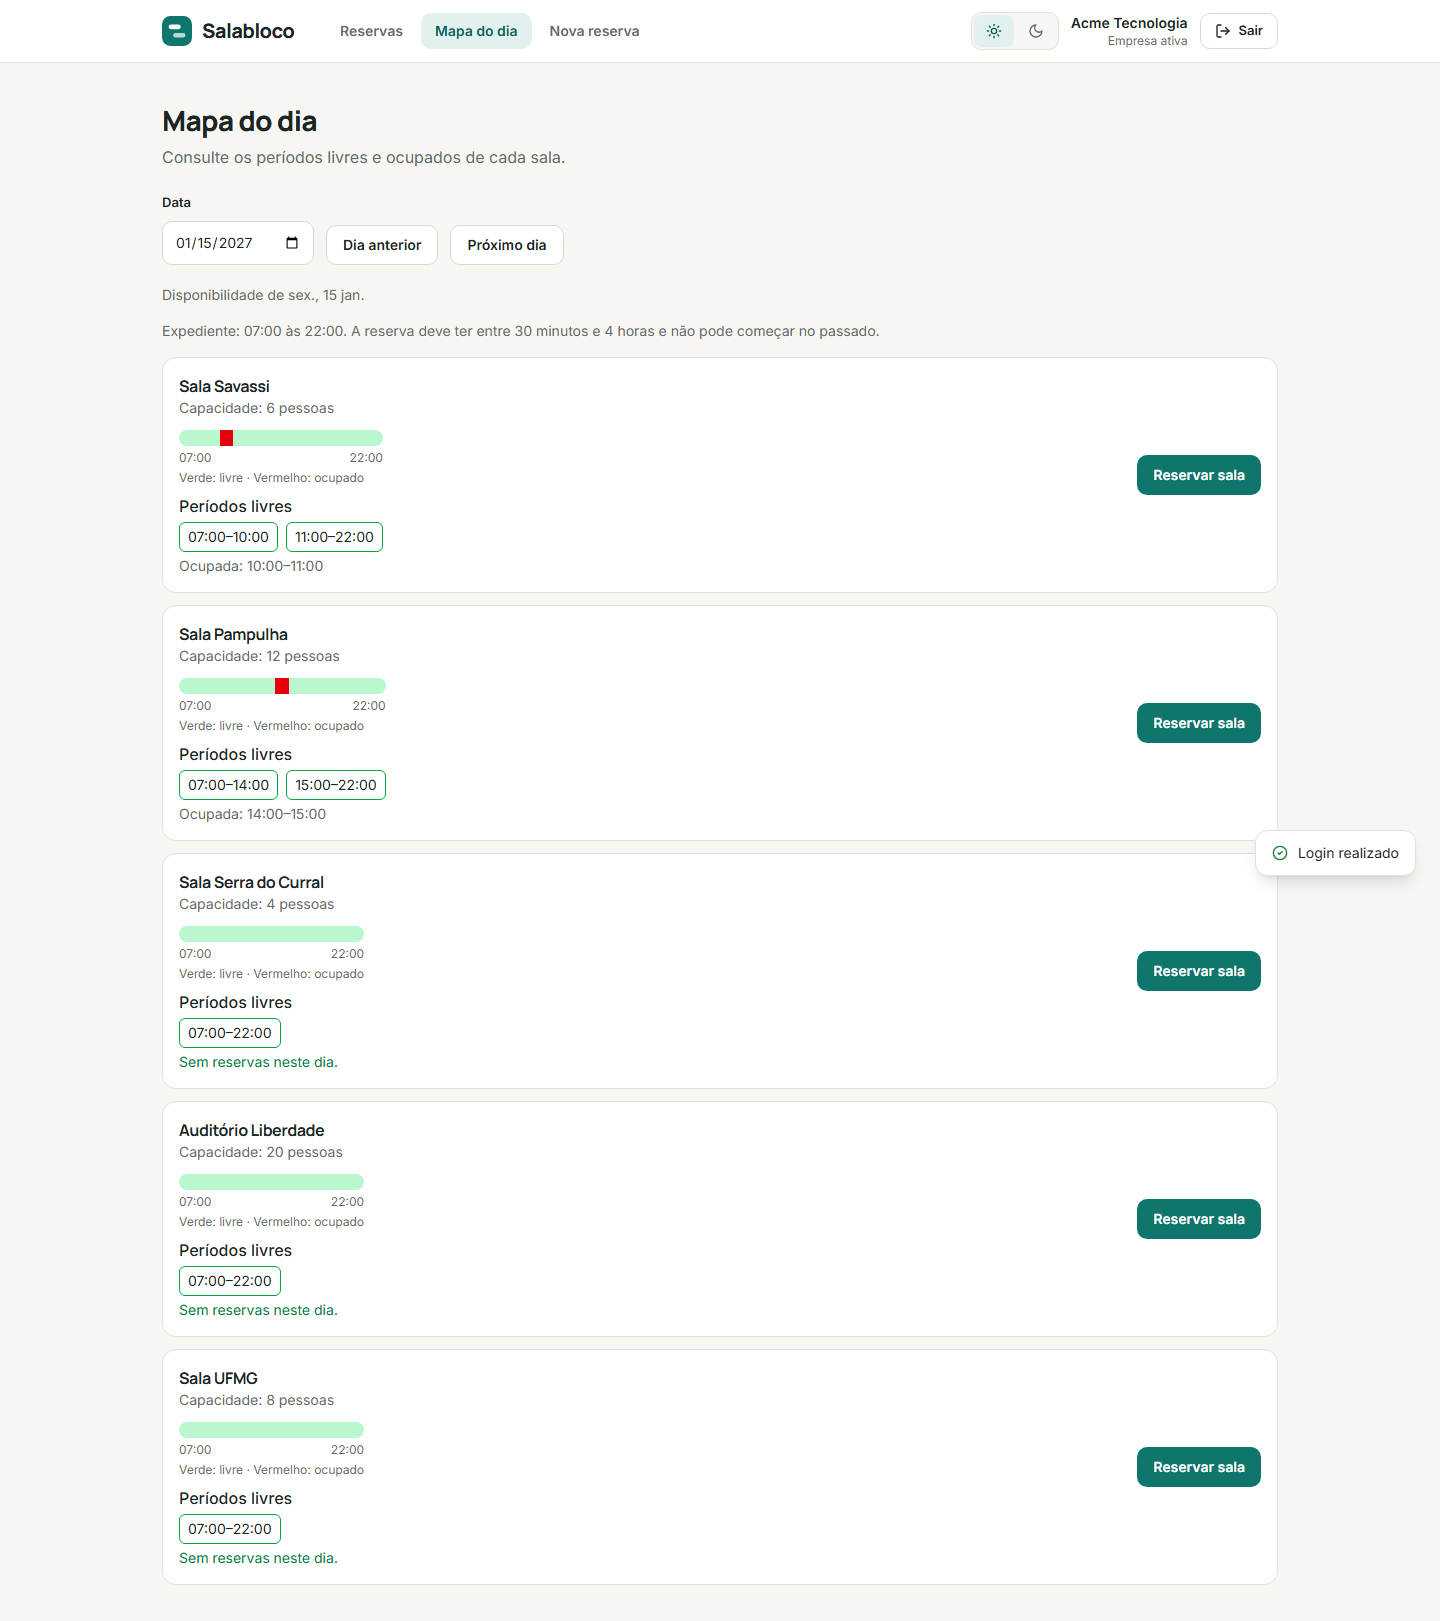 Salabloco
Reservas
Mapa do dia
Nova reserva
Acme Tecnologia
Empresa ativa
Sair
Mapa do dia
Consulte os períodos livres e ocupados de cada sala.
Data
01/15/2027
Dia anterior
Próximo dia
Disponibilidade de sex., 15 jan.
Expediente: 07:00 às 22:00. A reserva deve ter entre 30 minutos e 4 horas e não pode começar no passado.
Sala Savassi
Capacidade: 6 pessoas
07:00 22:00
Verde: livre · Vermelho: ocupado
Períodos livres
07:00–10:00 11:00–22:00
Ocupada: 10:00–11:00
Reservar sala
Sala Pampulha
Capacidade: 12 pessoas
07:00 22:00
Verde: livre · Vermelho: ocupado
Períodos livres
07:00–14:00 15:00–22:00
Ocupada: 14:00–15:00
Reservar sala
Login realizado
Sala Serra do Curral
Capacidade: 4 pessoas
07:00 22:00
Verde: livre · Vermelho: ocupado
Períodos livres
07:00–22:00
Sem reservas neste dia.
Reservar sala
Auditório Liberdade
Capacidade: 20 pessoas
07:00 22:00
Verde: livre · Vermelho: ocupado
Períodos livres
07:00–22:00
Sem reservas neste dia.
Reservar sala
Sala UFMG
Capacidade: 8 pessoas
07:00 22:00
Verde: livre · Vermelho: ocupado
Períodos livres
07:00–22:00
Sem reservas neste dia.
Reservar sala